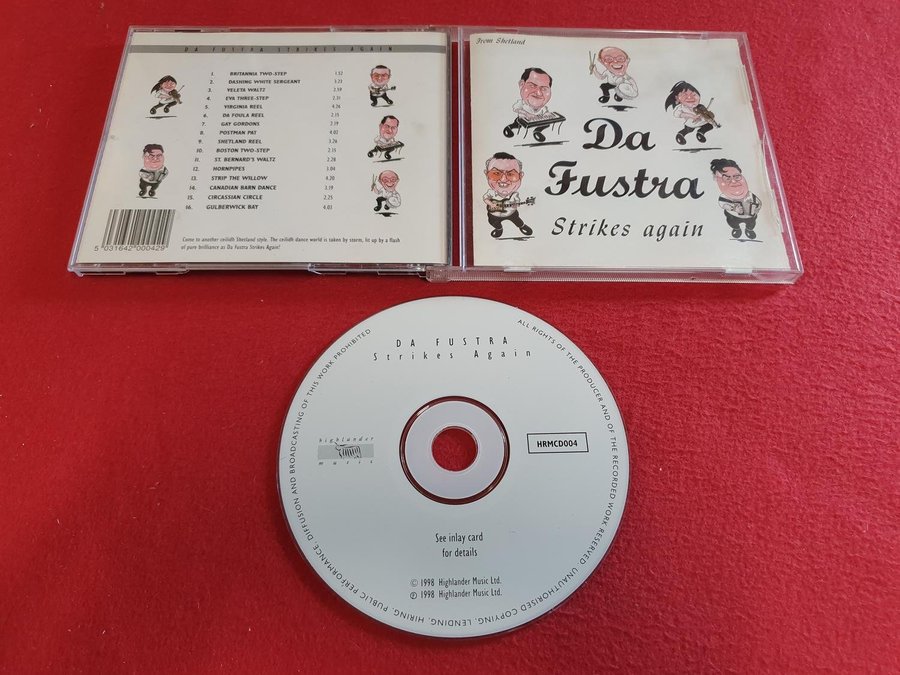 DA FUSTRA STRIKES AGAIN
1. BRITANNIA TWO-STEP 1.52
2. DASHING WHITE SERGEANT 3.23
3. VELETA WALTZ 2.59
4. EVA THREE-STEP 2.31
5. VIRGINIA REEL 4.26
6. DA FOULA REEL 2.15
7. GAY GORDONS 2.19
8. POSTMAN PAT 4.02
9. SHETLAND REEL 3.26
10. BOSTON TWO-STEP 2.15
11. ST. BERNARD'S WALTZ 2.28
12. HORNPIPES 3.04
13. STRIP THE WILLOW 4.20
14. CANADIAN BARN DANCE 3.19
15. CIRCASSIAN CIRCLE 2.25
16. GULBERWICK BAY 4.03
5 031642 000429
Come to another ceilidh Shetland style. The ceilidh dance world is taken by storm, lit up by a flash
of pure brilliance as Da Fustra Strikes Again!
From Shetland
Da
Fustra
Strikes again
DA FUSTRA
Strikes Again
highlander
music
HRMCD004
See inlay card
for details
© 1998 Highlander Music Ltd.
℗ 1998 Highlander Music Ltd.
ALL RIGHTS OF THE PRODUCER AND OF THE RECORDED WORK RESERVED. UNAUTHORISED COPYING, LENDING, HIRING, PUBLIC PERFORMANCE, DIFFUSION AND BROADCASTING OF THIS WORK PROHIBITED